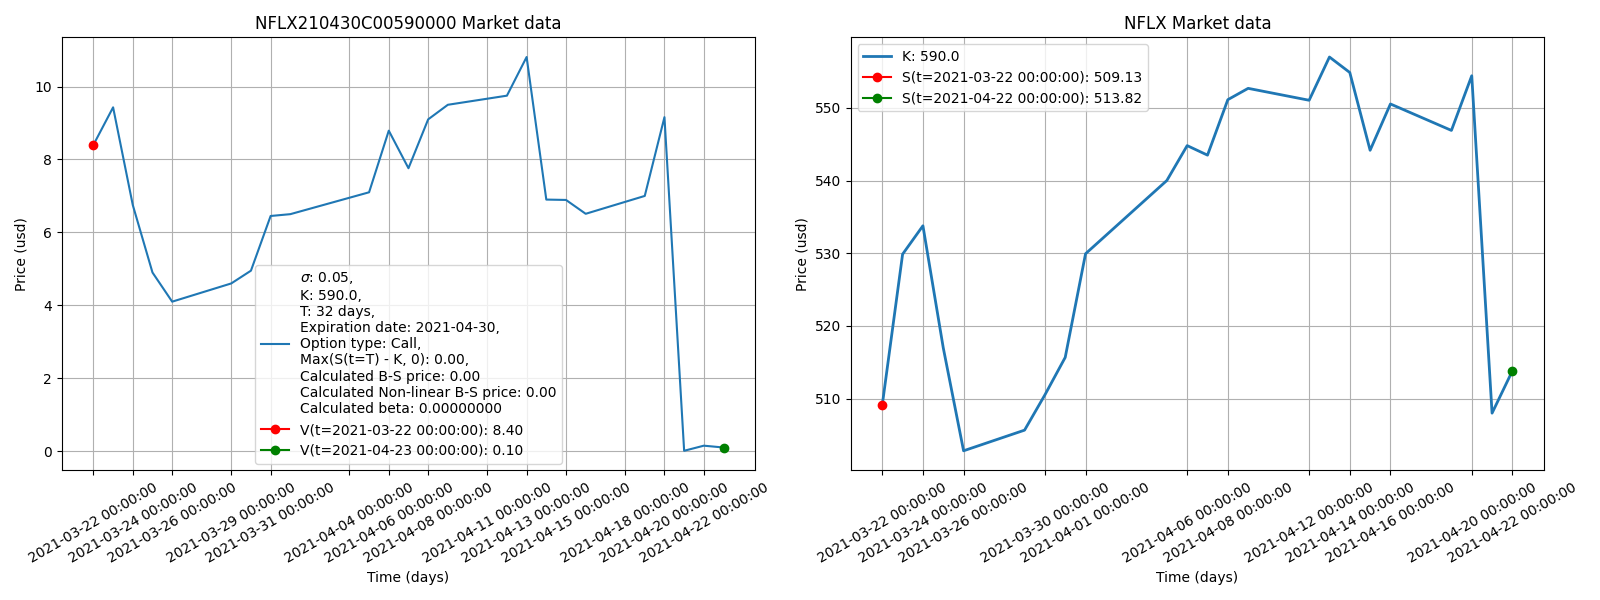 NFLX210430C00590000 Market data
Price (usd)
10
8
6
4
2
0
σ: 0.05,
K: 590.0,
T: 32 days,
Expiration date: 2021-04-30,
Option type: Call,
Max(S(t=T) - K, 0): 0.00,
Calculated B-S price: 0.00
Calculated Non-linear B-S price: 0.00
Calculated beta: 0.00000000
V(t=2021-03-22 00:00:00): 8.40
V(t=2021-04-23 00:00:00): 0.10
2021-03-22 00:00:00
2021-03-24 00:00:00
2021-03-26 00:00:00
2021-03-29 00:00:00
2021-03-31 00:00:00
2021-04-04 00:00:00
2021-04-06 00:00:00
2021-04-08 00:00:00
2021-04-11 00:00:00
2021-04-13 00:00:00
2021-04-15 00:00:00
2021-04-18 00:00:00
2021-04-20 00:00:00
2021-04-22 00:00:00
Time (days)
NFLX Market data
K: 590.0
S(t=2021-03-22 00:00:00): 509.13
S(t=2021-04-22 00:00:00): 513.82
Price (usd)
550
540
530
520
510
2021-03-22 00:00:00
2021-03-24 00:00:00
2021-03-26 00:00:00
2021-03-30 00:00:00
2021-04-01 00:00:00
2021-04-06 00:00:00
2021-04-08 00:00:00
2021-04-12 00:00:00
2021-04-14 00:00:00
2021-04-16 00:00:00
2021-04-20 00:00:00
2021-04-22 00:00:00
Time (days)